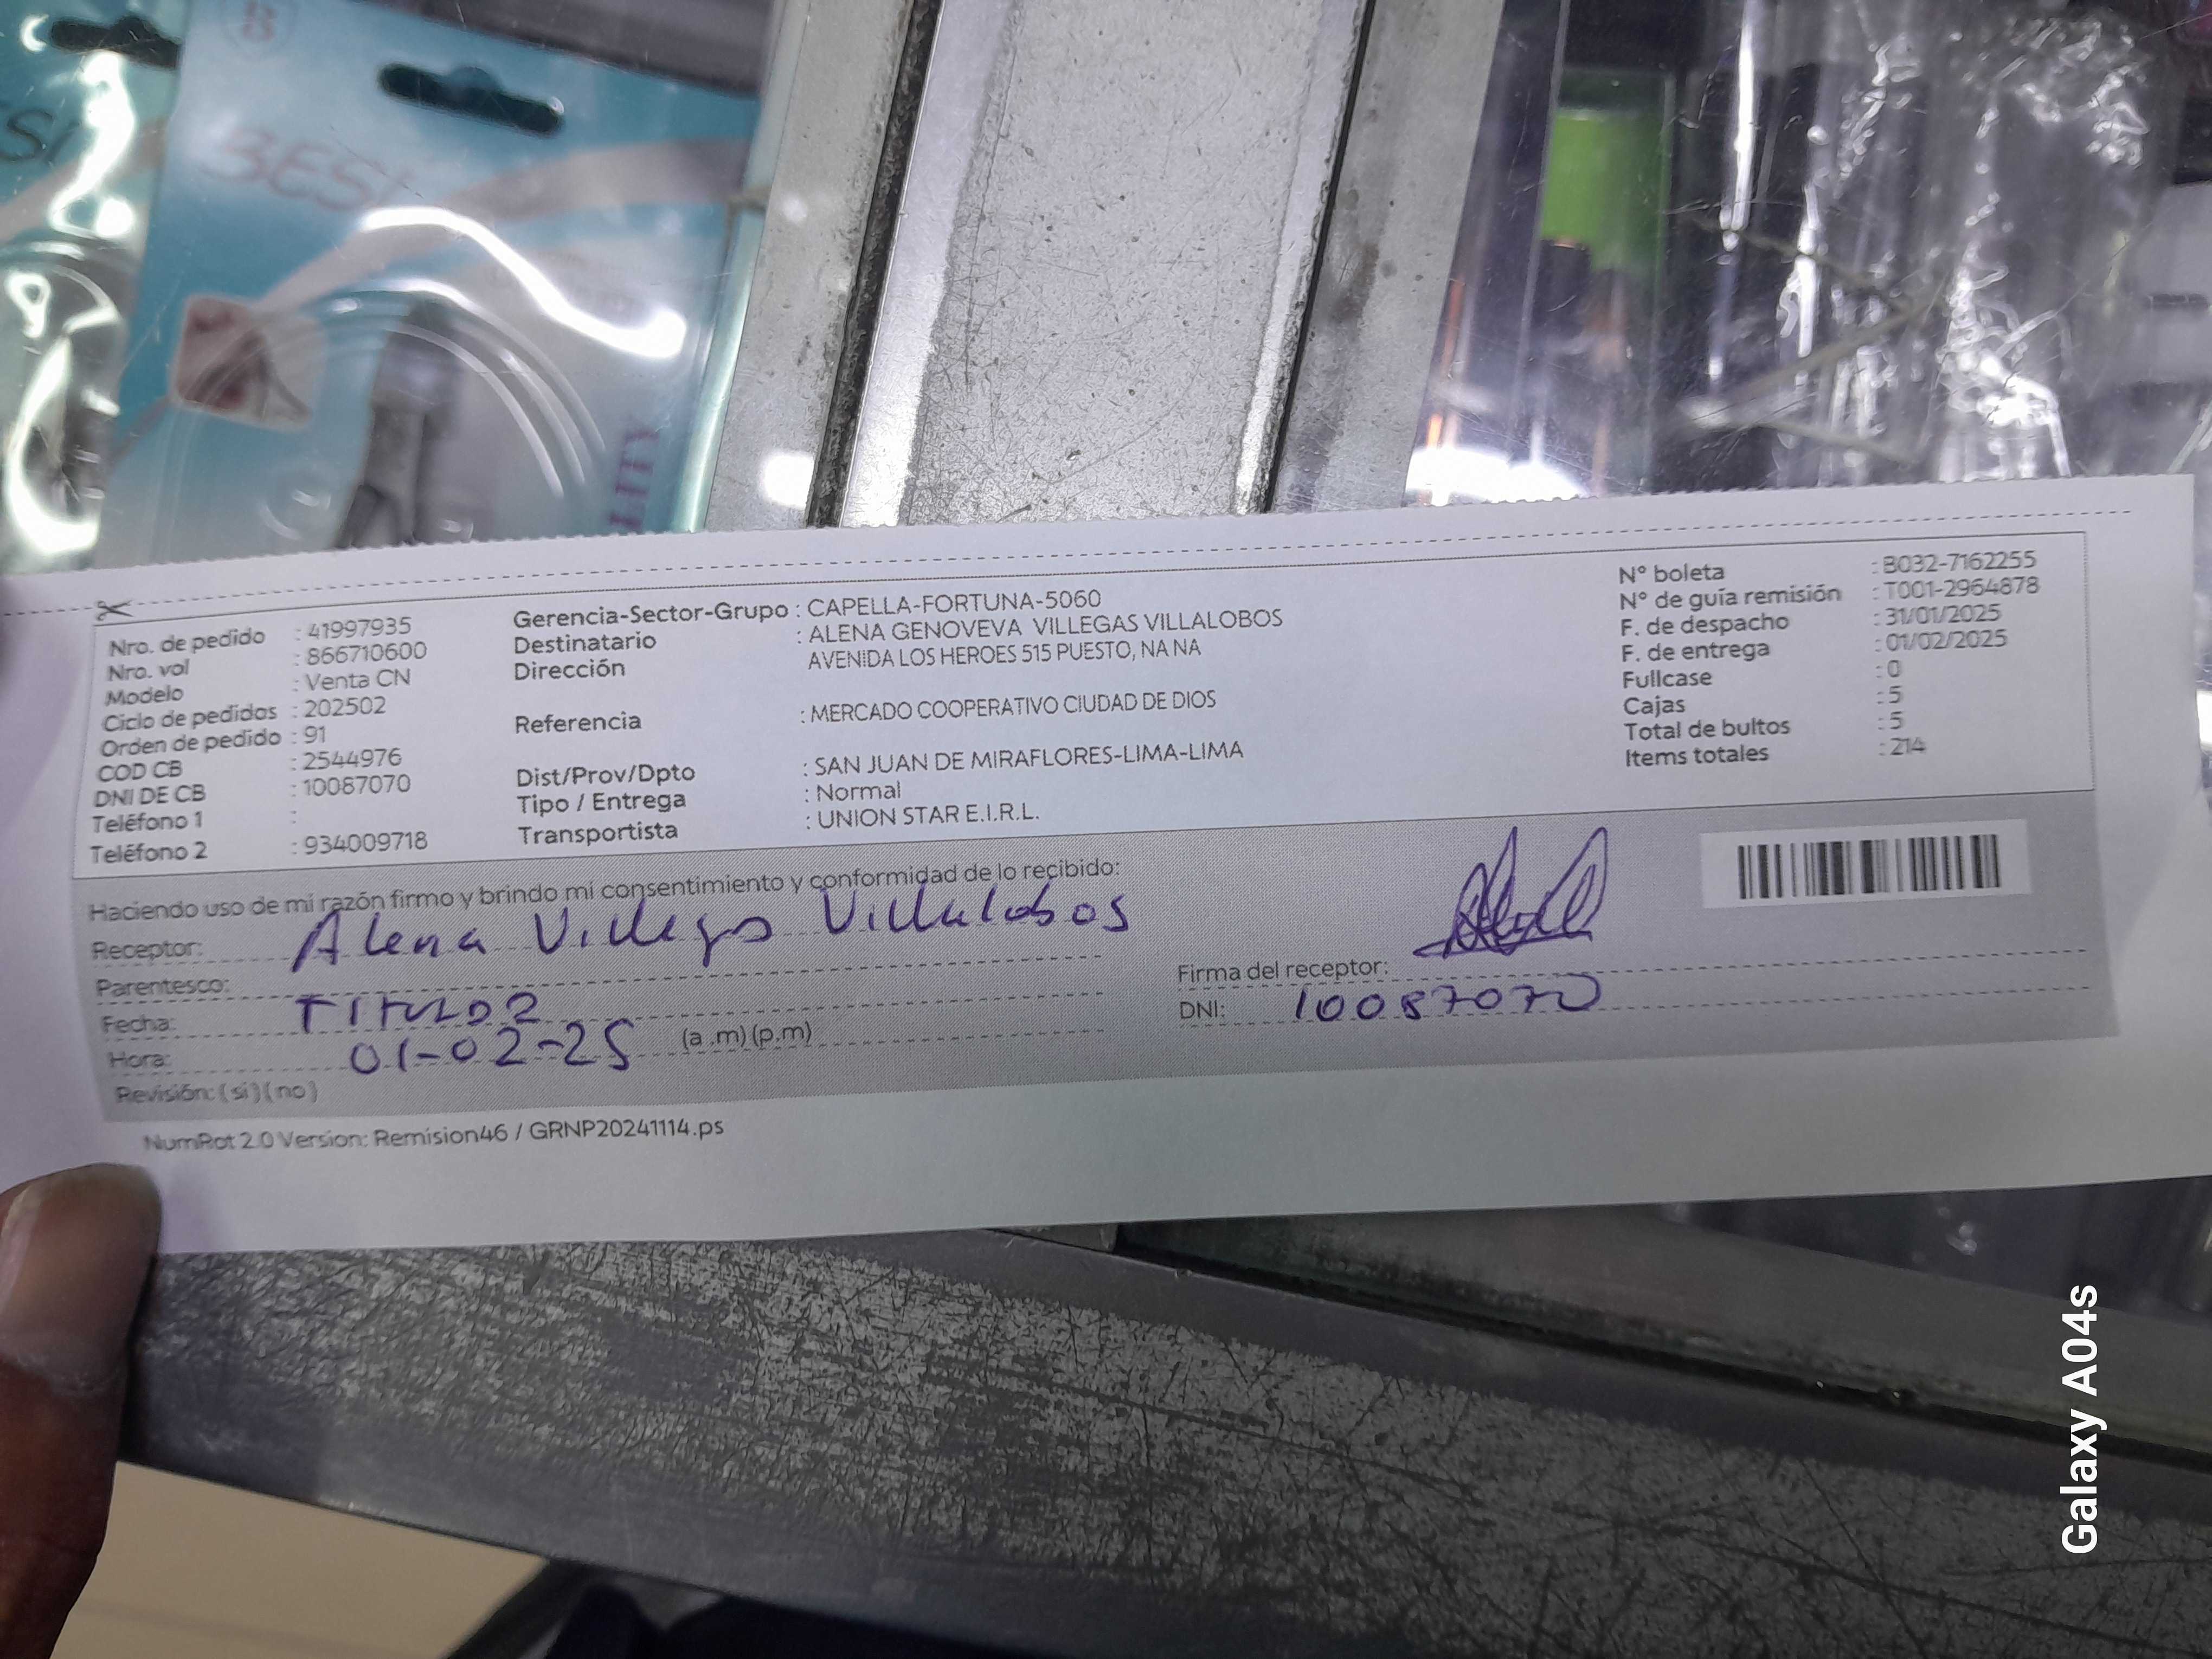 B
BES
LITY
Nro. de pedido : 41997935
Nro. vol : 866710600
Modelo : Venta CN
Ciclo de pedidos : 202502
Orden de pedido : 91
COD CB : 2544976
DNI DE CB : 10087070
Teléfono 1 :
Teléfono 2 : 934009718
Gerencia-Sector-Grupo : CAPELLA-FORTUNA-5060
Destinatario : ALENA GENOVEVA VILLEGAS VILLALOBOS
Dirección AVENIDA LOS HEROES 515 PUESTO, NA NA
Referencia : MERCADO COOPERATIVO CIUDAD DE DIOS
Dist/Prov/Dpto : SAN JUAN DE MIRAFLORES-LIMA-LIMA
Tipo / Entrega : Normal
Transportista : UNION STAR E.I.R.L.
N° boleta : B032-7162255
N° de guía remisión : T001-2964878
F. de despacho : 31/01/2025
F. de entrega : 01/02/2025
Fullcase : 0
Cajas : 5
Total de bultos : 5
Items totales : 214
Haciendo uso de mi razón firmo y brindo mi consentimiento y conformidad de lo recibido:
Receptor: Alena Villegas Villalobos
Parentesco: TITULAR
Fecha: 01-02-25
Hora: (a .m) (p.m)
Revisión: ( si ) ( no )
Firma del receptor:
DNI: 10087070
NumRot 2.0 Version: Remision46 / GRNP20241114.ps
Galaxy A04s